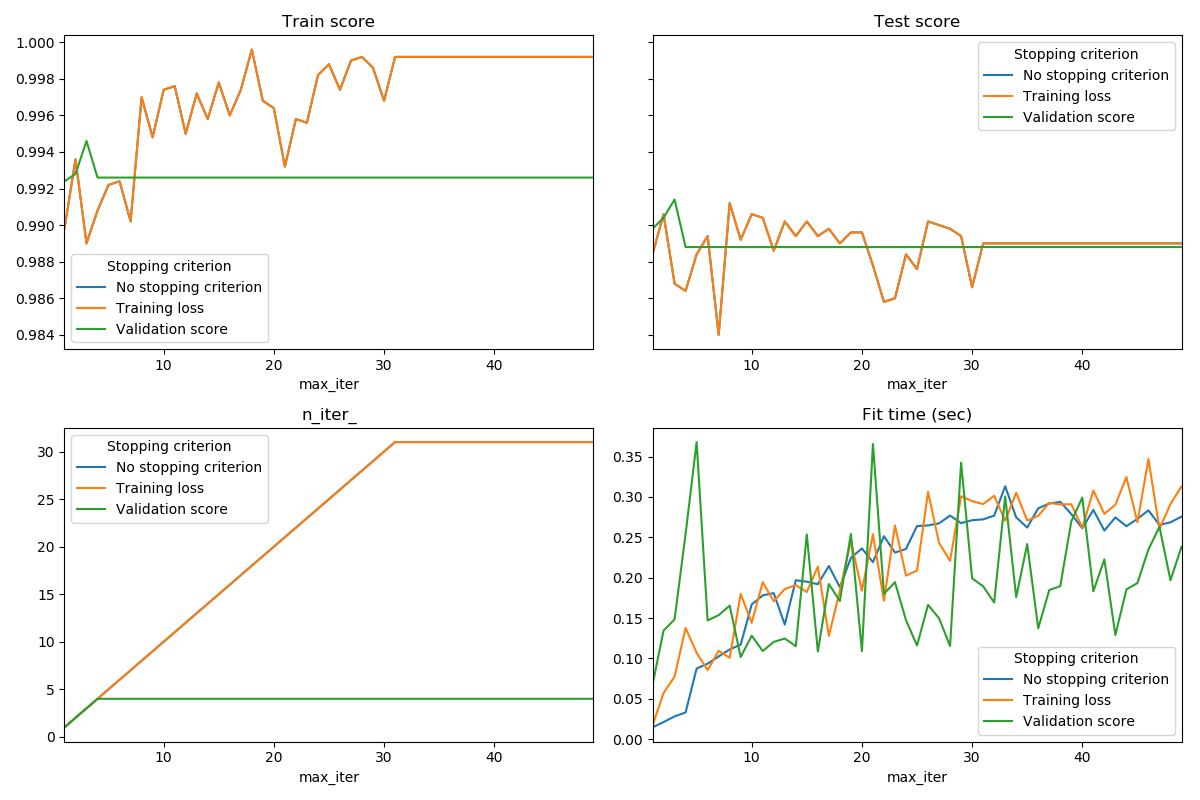 Train score
1.000
0.998
0.996
0.994
0.992
0.990
0.988
0.986
0.984
Stopping criterion
No stopping criterion
Training loss
Validation score
10 20 30 40
max_iter
Test score
Stopping criterion
No stopping criterion
Training loss
Validation score
10 20 30 40
max_iter
n_iter_
30
25
20
15
10
5
0
Stopping criterion
No stopping criterion
Training loss
Validation score
10 20 30 40
max_iter
Fit time (sec)
0.35
0.30
0.25
0.20
0.15
0.10
0.05
0.00
Stopping criterion
No stopping criterion
Training loss
Validation score
10 20 30 40
max_iter